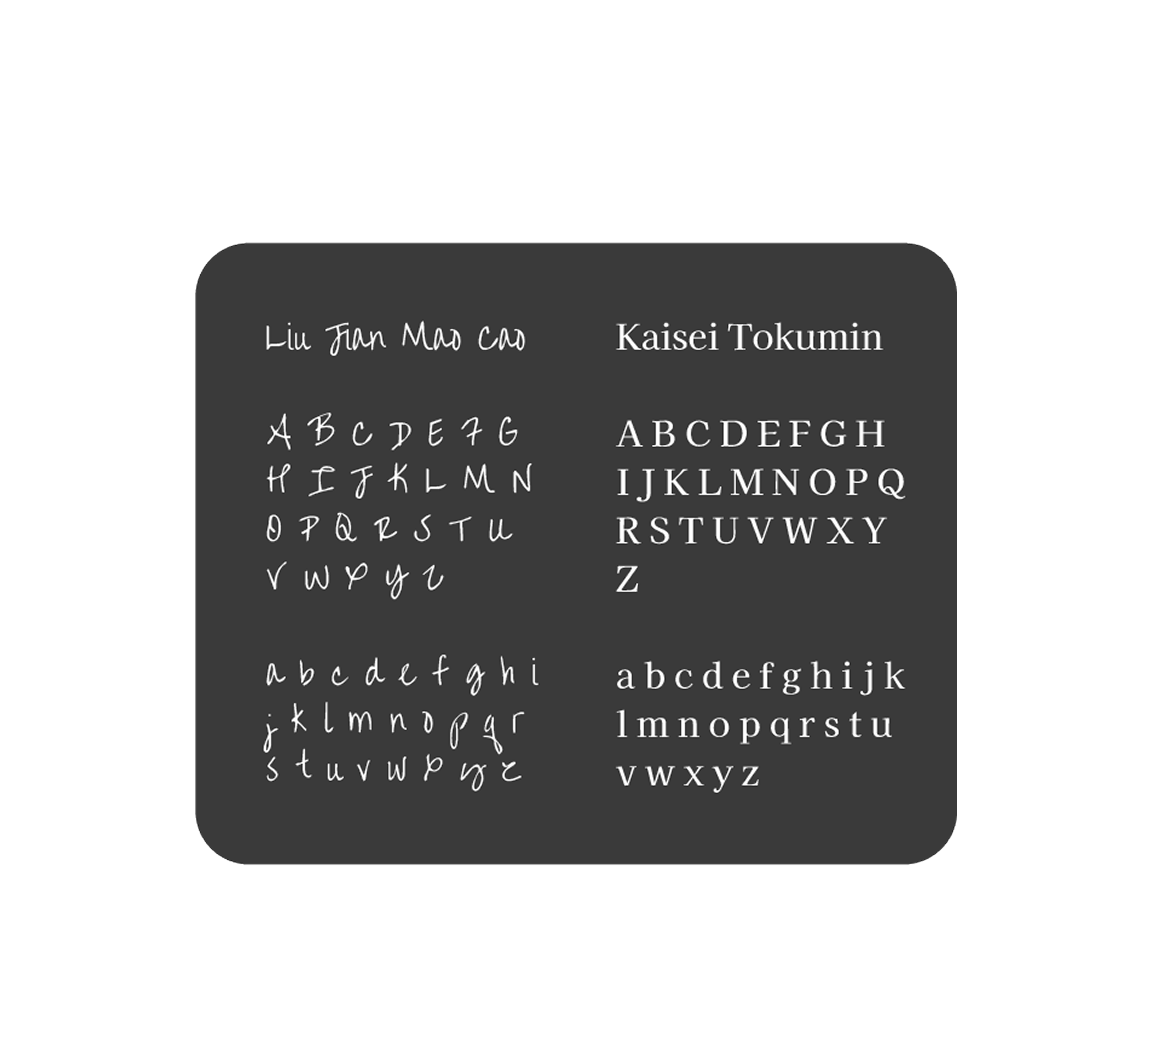 Liu Jian Mao Cao
A B C D E F G
H I J K L M N
O P Q R S T U
V W X Y Z
a b c d e f g h i
j k l m n o p q r
s t u v w x y z
Kaisei Tokumin
A B C D E F G H
I J K L M N O P Q
R S T U V W X Y
Z
a b c d e f g h i j k
l m n o p q r s t u
v w x y z